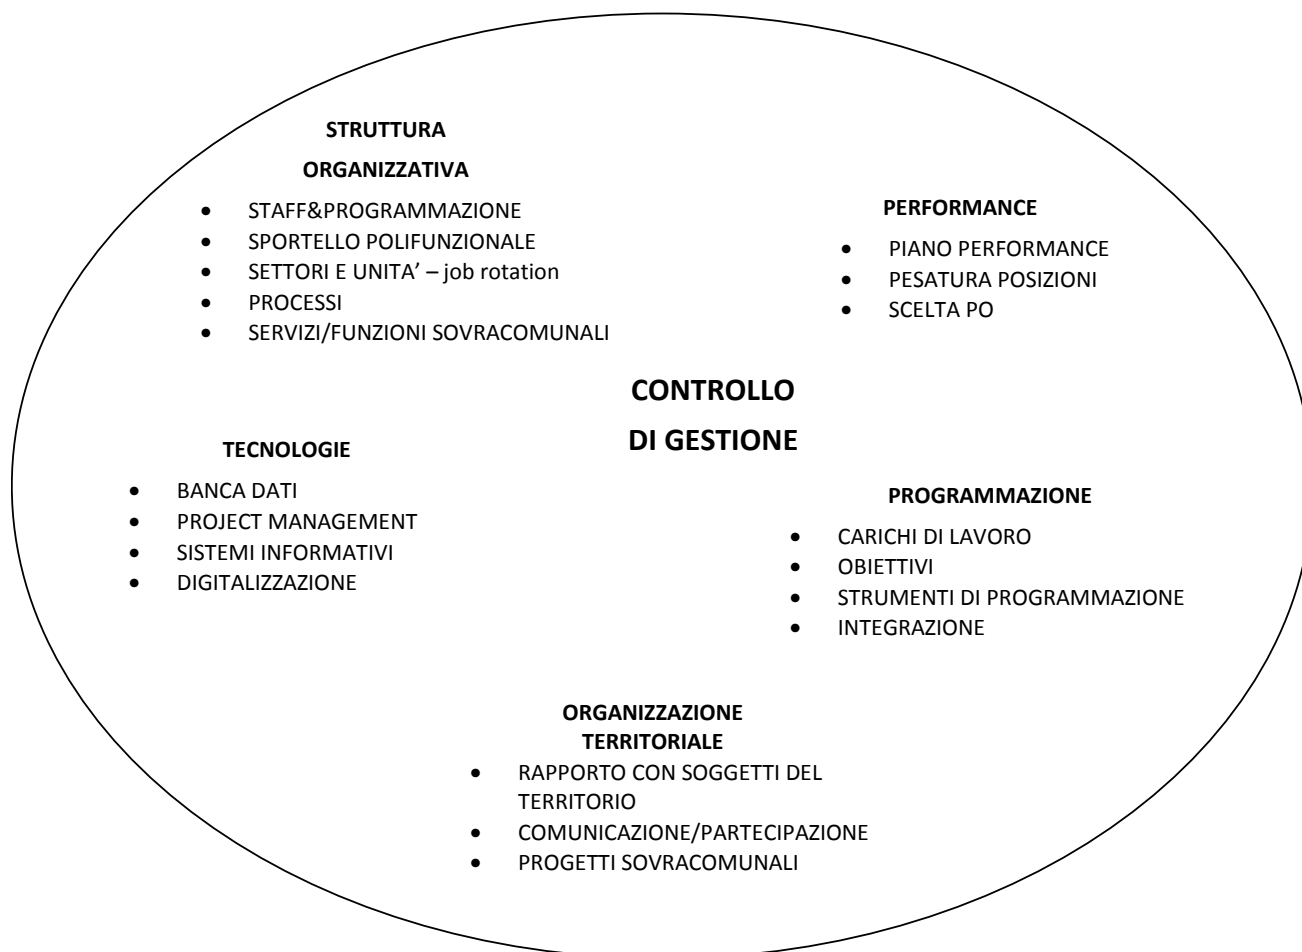 STRUTTURA
ORGANIZZATIVA
• STAFF&PROGRAMMAZIONE
• SPORTELLO POLIFUNZIONALE
• SETTORI E UNITA’ – job rotation
• PROCESSI
• SERVIZI/FUNZIONI SOVRACOMUNALI
PERFORMANCE
• PIANO PERFORMANCE
• PESATURA POSIZIONI
• SCELTA PO
CONTROLLO
DI GESTIONE
TECNOLOGIE
• BANCA DATI
• PROJECT MANAGEMENT
• SISTEMI INFORMATIVI
• DIGITALIZZAZIONE
PROGRAMMAZIONE
• CARICHI DI LAVORO
• OBIETTIVI
• STRUMENTI DI PROGRAMMAZIONE
• INTEGRAZIONE
ORGANIZZAZIONE
TERRITORIALE
• RAPPORTO CON SOGGETTI DEL
TERRITORIO
• COMUNICAZIONE/PARTECIPAZIONE
• PROGETTI SOVRACOMUNALI